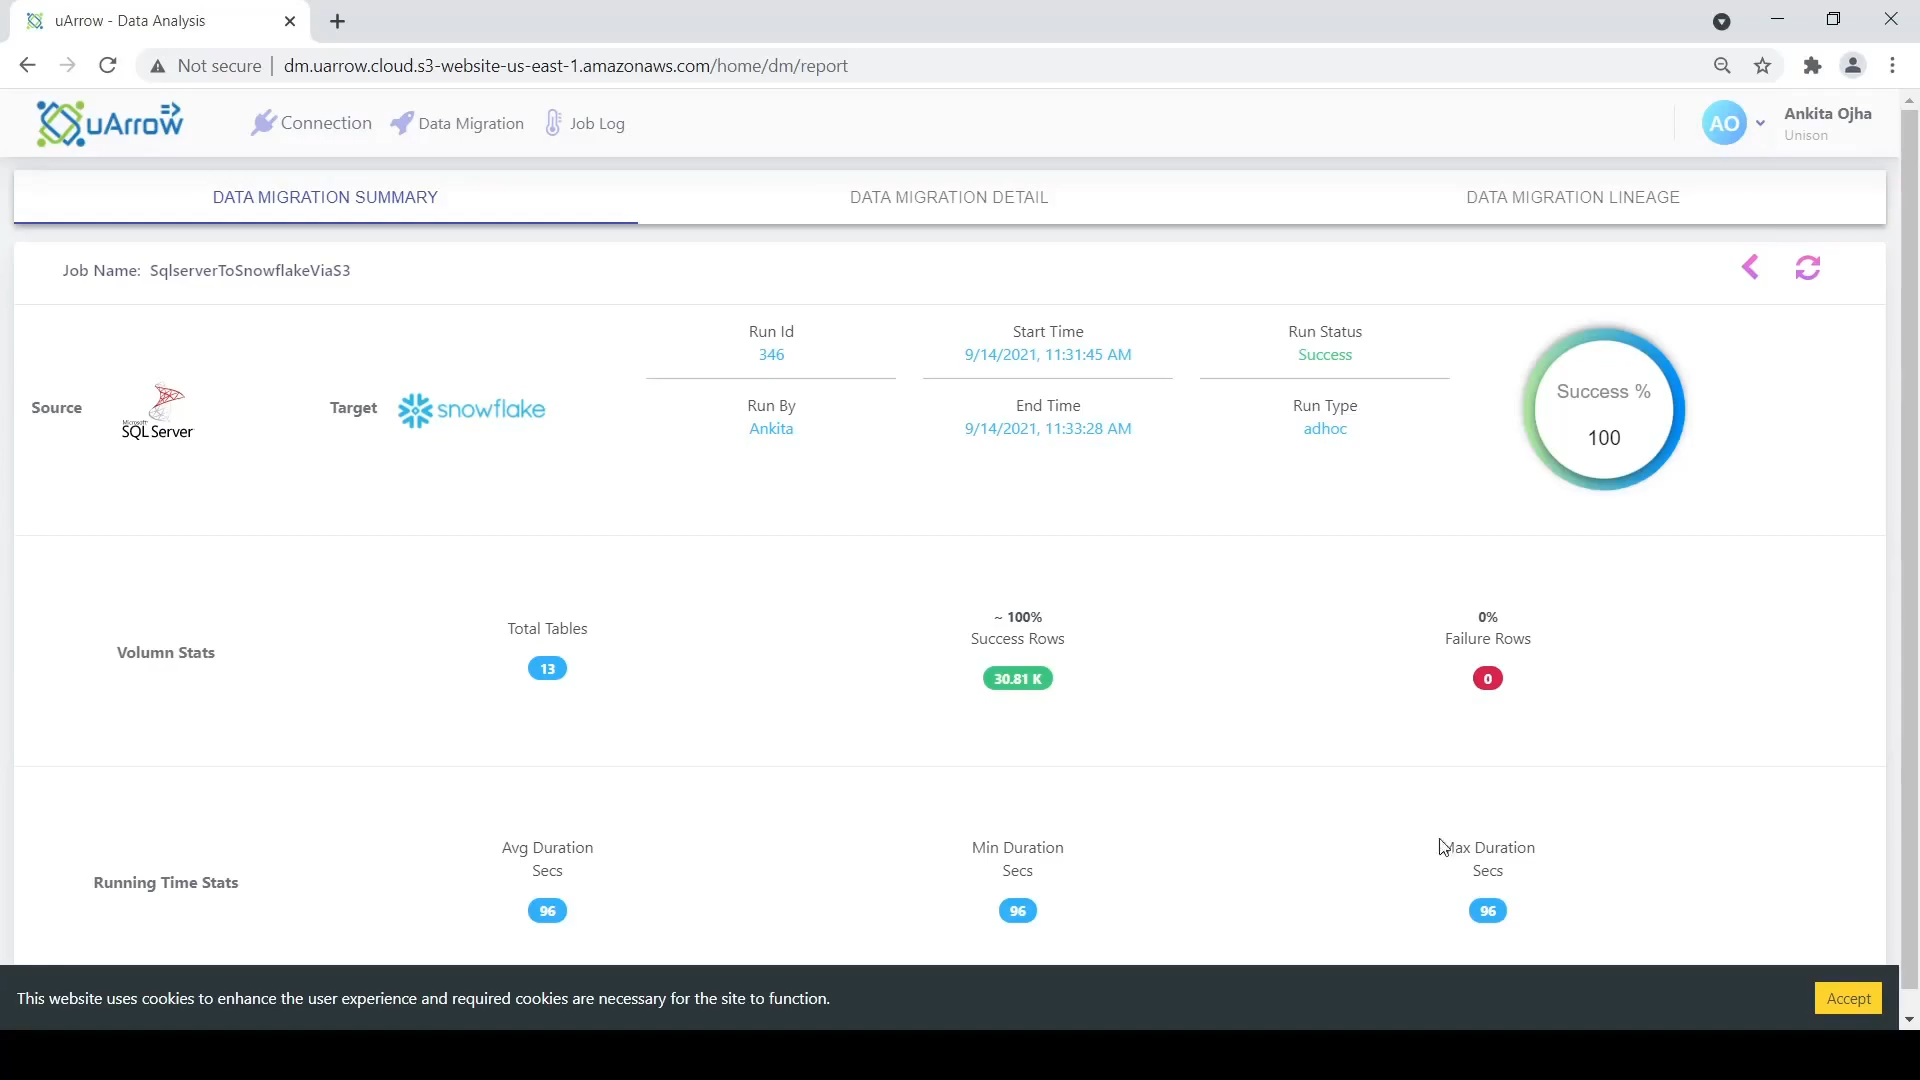 uArrow - Data Analysis
Not secure | dm.uarrow.cloud.s3-website-us-east-1.amazonaws.com/home/dm/report
uArrow
Connection
Data Migration
Job Log
AO
Ankita Ojha
Unison
DATA MIGRATION SUMMARY
DATA MIGRATION DETAIL
DATA MIGRATION LINEAGE
Job Name: SqlserverToSnowflakeViaS3
Source
Microsoft
SQL Server
Target
snowflake
Run Id
346
Start Time
9/14/2021, 11:31:45 AM
Run Status
Success
Run By
Ankita
End Time
9/14/2021, 11:33:28 AM
Run Type
adhoc
Success %
100
Volumn Stats
Total Tables
13
~ 100%
Success Rows
30.81 K
0%
Failure Rows
0
Running Time Stats
Avg Duration
Secs
96
Min Duration
Secs
96
Max Duration
Secs
96
This website uses cookies to enhance the user experience and required cookies are necessary for the site to function.
Accept